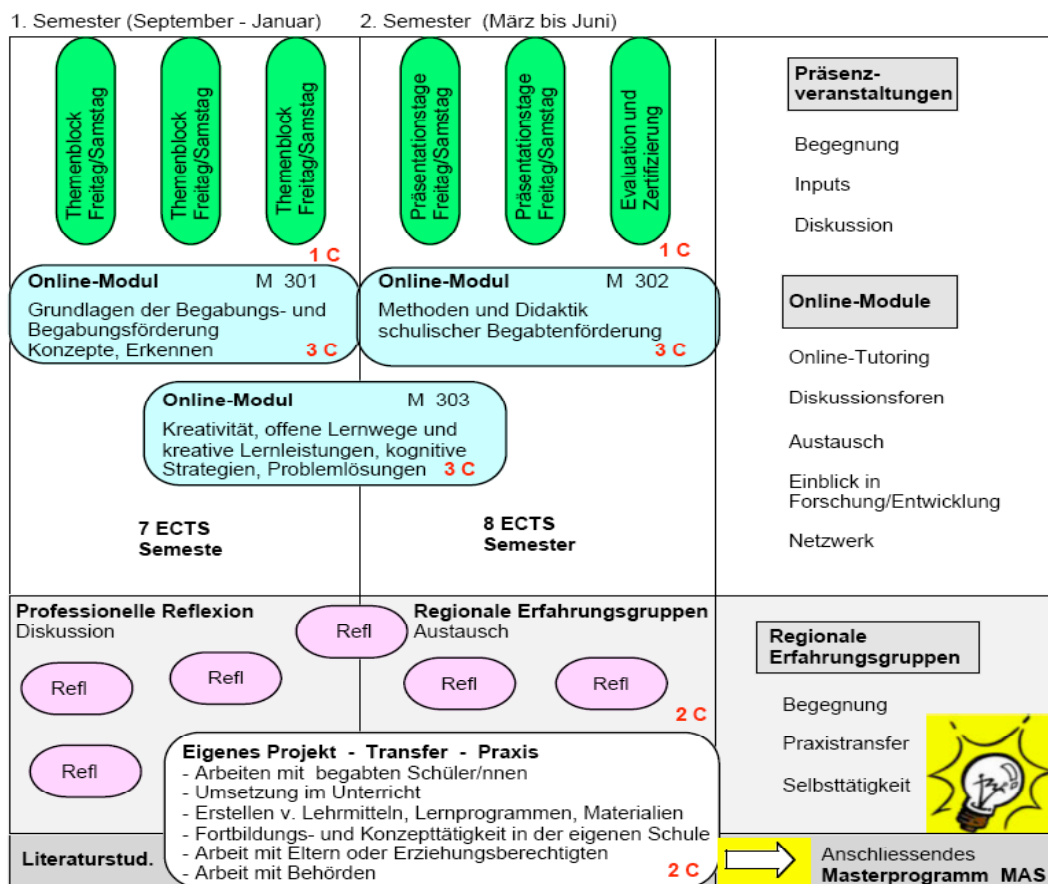 1. Semester (September - Januar)
2. Semester (März bis Juni)
Themenblock
Freitag/Samstag
Themenblock
Freitag/Samstag
Themenblock
Freitag/Samstag
1 C
Präsentationstage
Freitag/Samstag
Präsentationstage
Freitag/Samstag
Evaluation und
Zertifizierung
1 C
Präsenz-
veranstaltungen
Begegnung
Inputs
Diskussion
Online-Modul M 301
Grundlagen der Begabungs- und
Begabungsförderung
Konzepte, Erkennen 3 C
Online-Modul M 302
Methoden und Didaktik
schulischer Begabtenförderung
3 C
Online-Modul M 303
Kreativität, offene Lernwege und
kreative Lernleistungen, kognitive
Strategien, Problemlösungen 3 C
Online-Module
Online-Tutoring
Diskussionsforen
Austausch
Einblick in
Forschung/Entwicklung
Netzwerk
7 ECTS
Semeste
8 ECTS
Semester
Professionelle Reflexion
Diskussion
Refl
Refl
Refl
Refl
Regionale Erfahrungsgruppen
Austausch
Refl
Refl
2 C
Regionale
Erfahrungsgruppen
Begegnung
Praxistransfer
Selbsttätigkeit
Eigenes Projekt - Transfer - Praxis
- Arbeiten mit begabten Schüler/nnen
- Umsetzung im Unterricht
- Erstellen v. Lehrmitteln, Lernprogrammen, Materialien
- Fortbildungs- und Konzepttätigkeit in der eigenen Schule
- Arbeit mit Eltern oder Erziehungsberechtigten
- Arbeit mit Behörden 2 C
Literaturstud.
Anschliessendes
Masterprogramm MAS